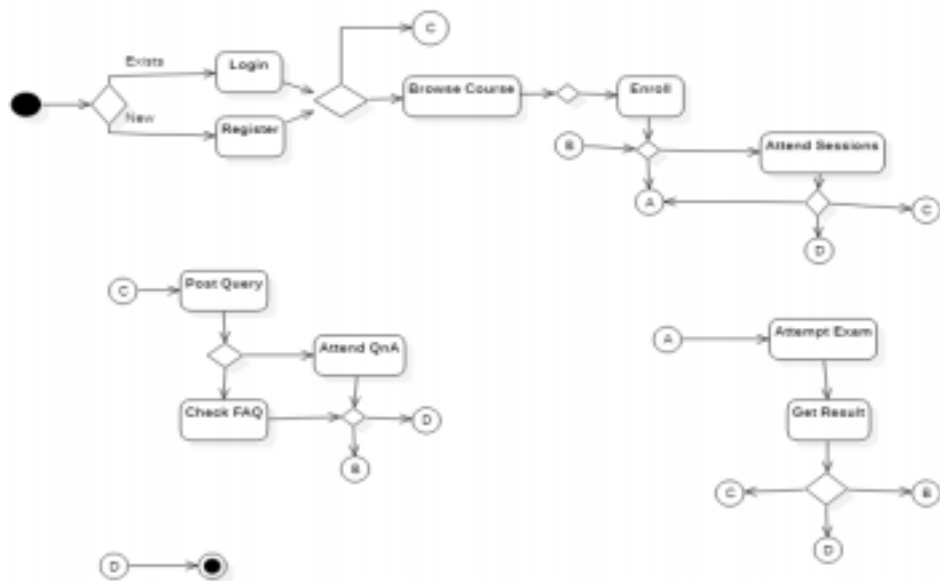 C
Exists
Login
Browse Course
Enroll
New
Register
B
Attend Sessions
A
C
D
C
Post Query
A
Attempt Exam
Attend QnA
Check FAQ
D
Get Result
B
C
B
D
D